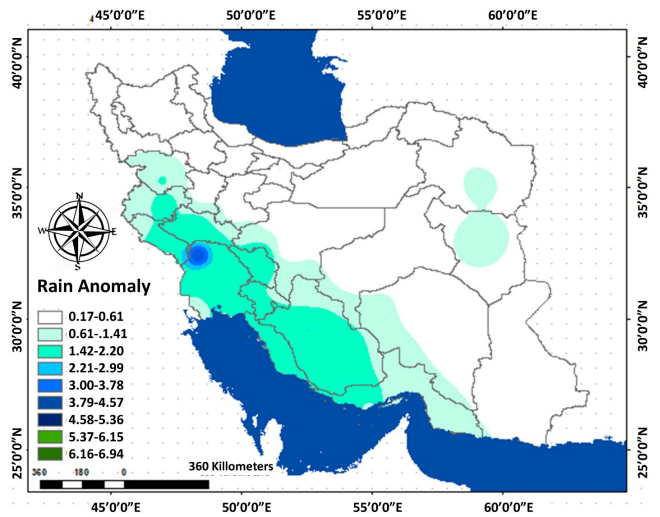 45°0'0"E 50°0'0"E 55°0'0"E 60°0'0"E
40°0'0"N 40°0'0"N
35°0'0"N 35°0'0"N
N
W E
S
Rain Anomaly
0.17-0.61
0.61-.1.41
1.42-2.20
2.21-2.99
3.00-3.78
3.79-4.57
4.58-5.36
5.37-6.15
6.16-6.94
30°0'0"N 30°0'0"N
25°0'0"N 25°0'0"N
360 180 0 360 Killometers
45°0'0"E 50°0'0"E 55°0'0"E 60°0'0"E